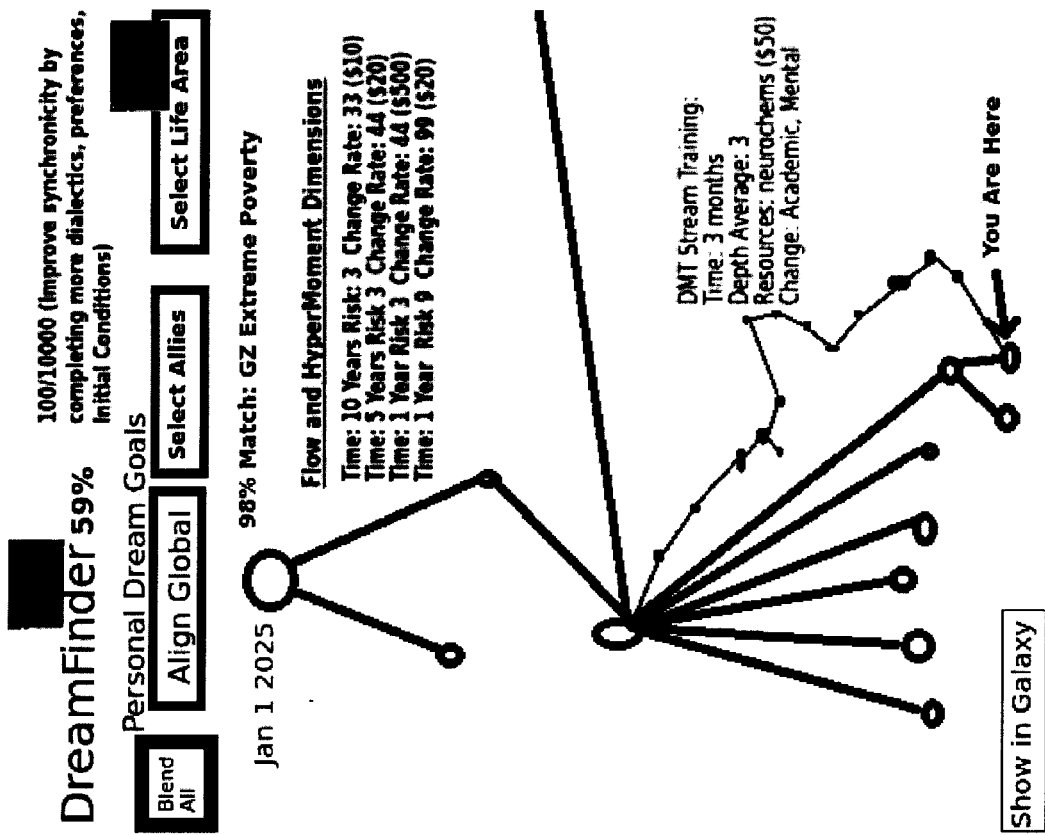 DreamFinder 59%
100/10000 (Improve synchronicity by
completing more dialectics, preferences,
Initial Conditions)
Personal Dream Goals
Blend
All
Align Global
Select Allies
Select Life Area
Jan 1 2025
98% Match: GZ Extreme Poverty
Flow and HyperMoment Dimensions
Time: 10 Years Risk: 3 Change Rate: 33 ($10)
Time: 5 Years Risk 3 Change Rate: 44 ($20)
Time: 1 Year Risk 3 Change Rate: 44 ($500)
Time: 1 Year Risk 9 Change Rate: 99 ($20)
DMT Stream Training:
Time: 3 months
Depth Average: 3
Resources: neurochems ($50)
Change: Academic, Mental
You Are Here
Show in Galaxy